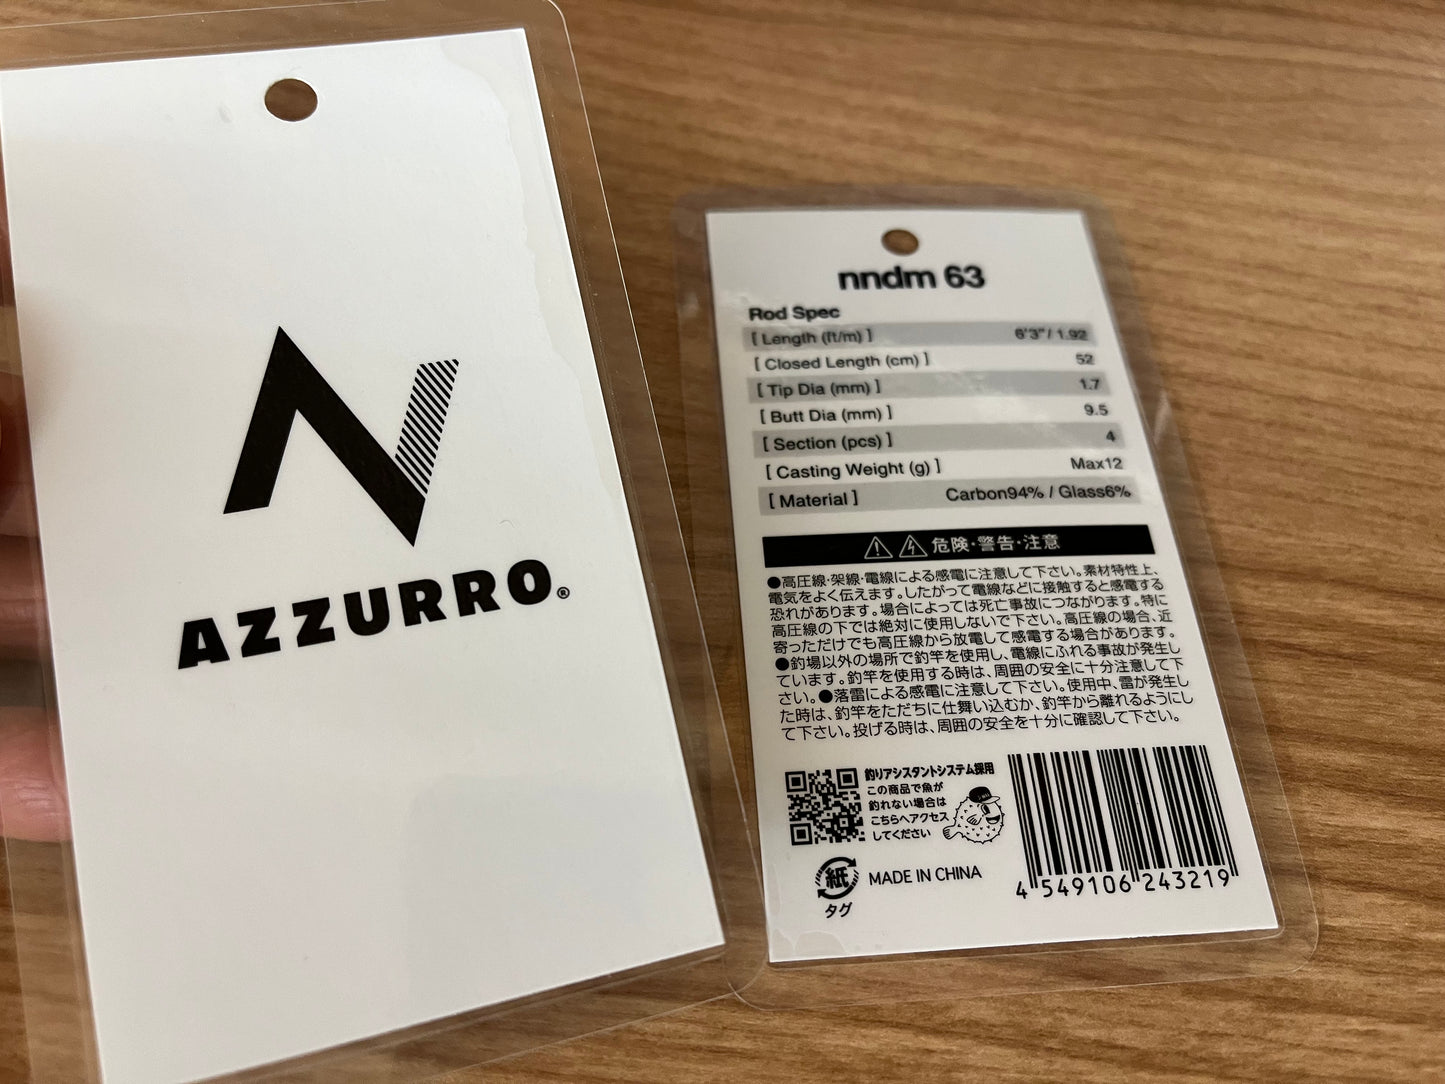 AZZURRO®
nndm 63
Rod Spec
[ Length (ft/m) ] 6'3"/ 1.92
[ Closed Length (cm) ] 52
[ Tip Dia (mm) ] 1.7
[ Butt Dia (mm) ] 9.5
[ Section (pcs) ] 4
[ Casting Weight (g) ] Max12
[ Material ] Carbon94% / Glass6%
危険・警告・注意
●高圧線・架線・電線による感電に注意して下さい。素材特性上、
電気をよく伝えます。したがって電線などに接触すると感電する
恐れがあります。場合によっては死亡事故につながります。特に
高圧線の下では絶対に使用しないで下さい。高圧線の場合、近
寄っただけでも高圧線から放電して感電する場合があります。
●釣場以外の場所で釣竿を使用し、電線にふれる事故が発生し
ています。釣竿を使用する時は、周囲の安全に十分注意して下
さい。●落雷による感電に注意して下さい。使用中、雷が発生し
た時は、釣竿をただちに仕舞い込むか、釣竿から離れるようにし
て下さい。投げる時は、周囲の安全を十分に確認して下さい。
釣りアシスタントシステム採用
この商品で魚が
釣れない場合は
こちらへアクセス
してください
紙
タグ
MADE IN CHINA
4 549106 243219